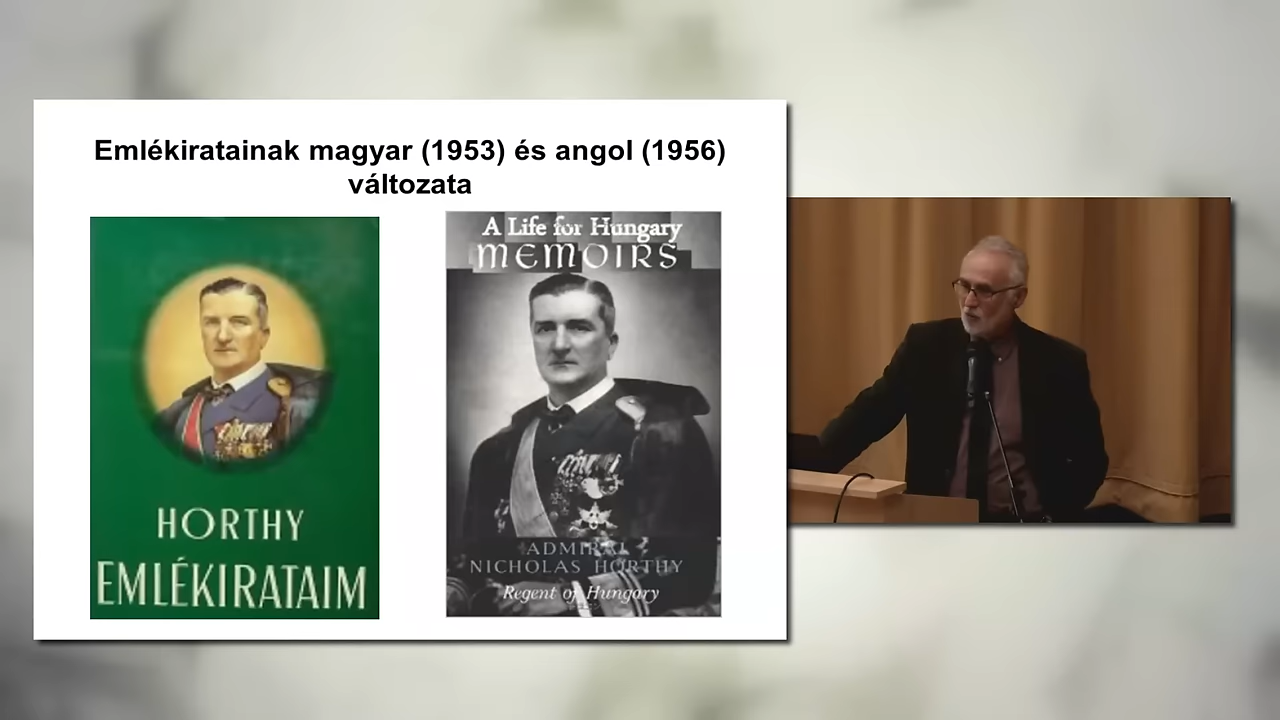 Emlékiratainak magyar (1953) és angol (1956)
változata
HORTHY
EMLÉKIRATAIM
A Life for Hungary
MEMOIRS
ADMIRAL
NICHOLAS HORTHY
Regent of Hungary